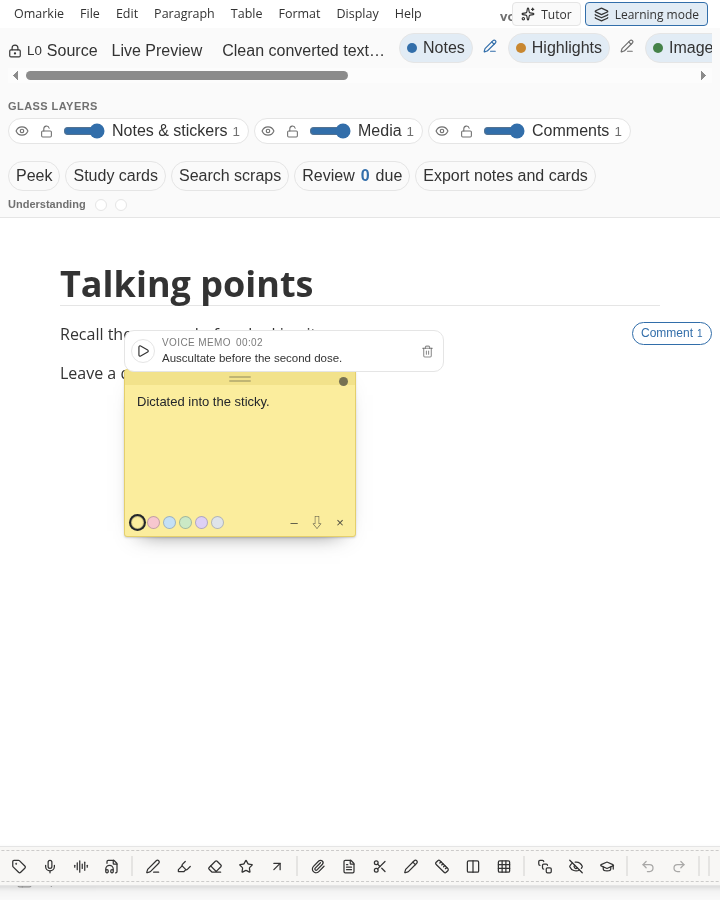 Omarkie File Edit Paragraph Table Format Display Help Tutor Learning mode
L0 Source Live Preview Clean converted text… Notes Highlights Image
GLASS LAYERS
Notes & stickers 1 Media 1 Comments 1
Peek Study cards Search scraps Review 0 due Export notes and cards
Understanding
Talking points
Recall the
Comment 1
VOICE MEMO 00:02
Auscultate before the second dose.
Leave a
Dictated into the sticky.